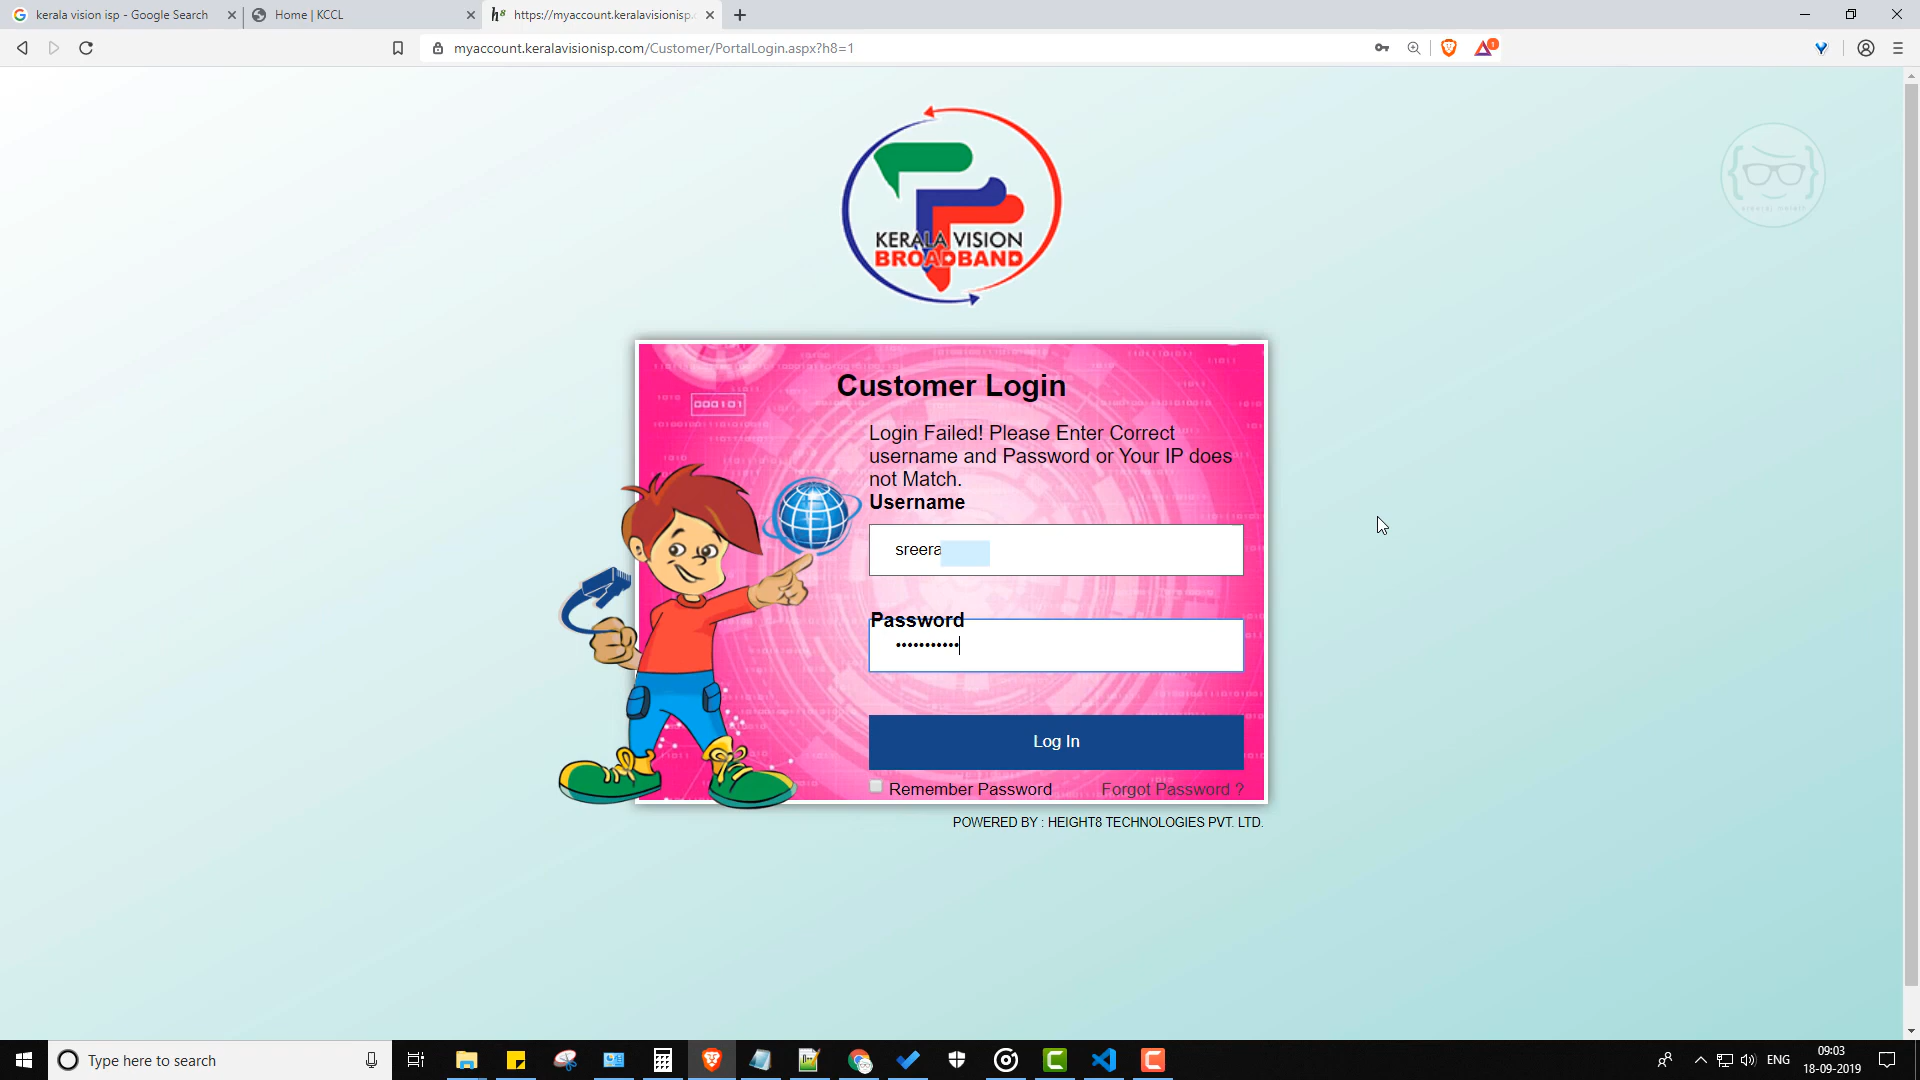 kerala vision isp - Google Search
Home | KCCL
https://myaccount.keralavisionisp.
myaccount.keralavisionisp.com/Customer/PortalLogin.aspx?h8=1
1
KERALA VISION
BROADBAND
Customer Login
000101
Login Failed! Please Enter Correct
username and Password or Your IP does
not Match.
Username
sreera
Password
Log In
Remember Password
Forgot Password ?
POWERED BY : HEIGHT8 TECHNOLOGIES PVT. LTD.
Type here to search
ENG
09:03
18-09-2019